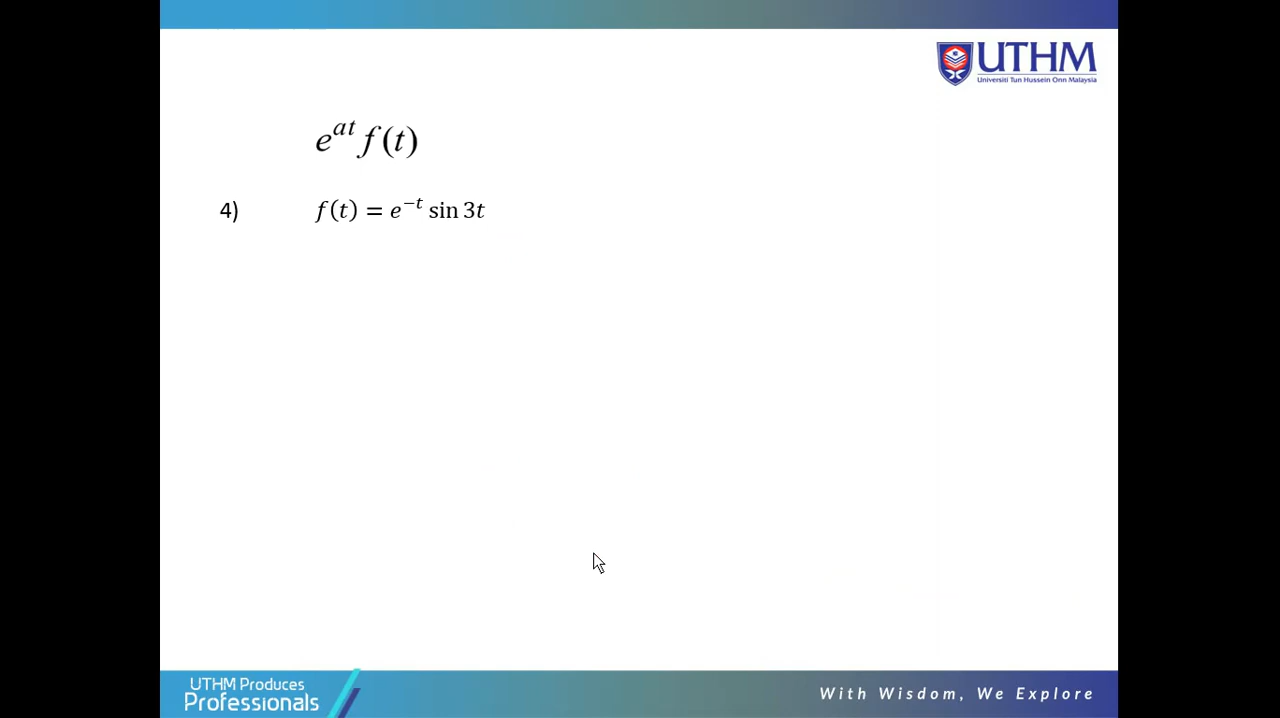 UTHM
Universiti Tun Hussein Onn Malaysia
e^{at} f(t)
4) f(t) = e^{−t} sin 3t
UTHM Produces
Professionals
With Wisdom, We Explore